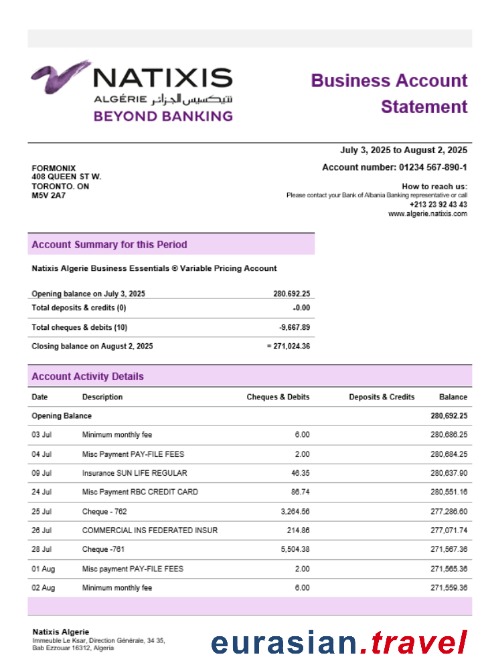 NATIXIS
ALGÉRIE نتيكسيس الجزائر
BEYOND BANKING
Business Account
Statement
July 3, 2025 to August 2, 2025
Account number: 01234 567-890-1
FORMONIX
408 QUEEN ST W.
TORONTO. ON
M5V 2A7
How to reach us:
Please contact your Bank of Albania Banking representative or call
+213 23 92 43 43
www.algerie.natixis.com
Account Summary for this Period
Natixis Algerie Business Essentials ® Variable Pricing Account
Opening balance on July 3, 2025 280.692.25
Total deposits & credits (0) -0.00
Total cheques & debits (10) -9,667.89
Closing balance on August 2, 2025 = 271,024.36
Account Activity Details
Date Description Cheques & Debits Deposits & Credits Balance
Opening Balance 280,692.25
03 Jul Minimum monthly fee 6.00 280,686.25
04 Jul Misc Payment PAY-FILE FEES 2.00 280,684.25
09 Jul Insurance SUN LIFE REGULAR 46.35 280,637.90
24 Jul Misc Payment RBC CREDIT CARD 86.74 280,551.16
25 Jul Cheque - 762 3,264.56 277,286.60
26 Jul COMMERCIAL INS FEDERATED INSUR 214.86 277,071.74
28 Jul Cheque -761 5,504.38 271,567.36
01 Aug Misc payment PAY-FILE FEES 2.00 271,565.36
02 Aug Minimum monthly fee 6.00 271,559.36
Natixis Algerie
Immeuble Le Ksar, Direction Générale, 34 35,
Bab Ezzouar 16312, Algeria
eurasian.travel